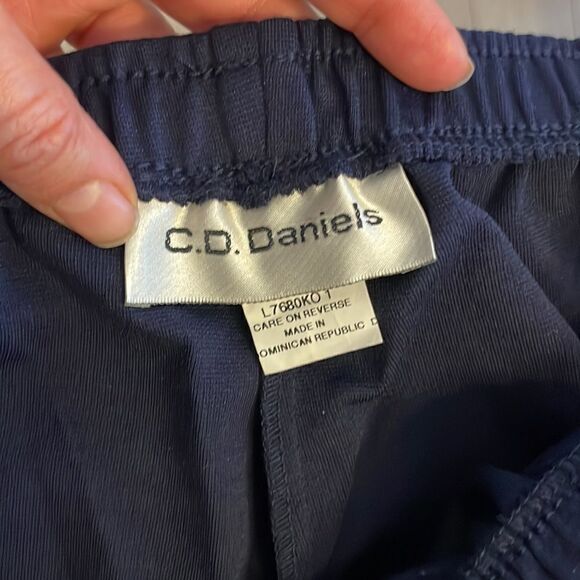 C.D. Daniels
L7680KO 1
CARE ON REVERSE
MADE IN
OMINICAN REPUBLIC D